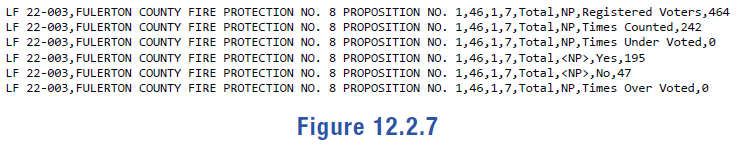 LF 22-003,FULERTON COUNTY FIRE PROTECTION NO. 8 PROPOSITION NO. 1,46,1,7,Total,NP,Registered Voters,464
LF 22-003,FULERTON COUNTY FIRE PROTECTION NO. 8 PROPOSITION NO. 1,46,1,7,Total,NP,Times Counted,242
LF 22-003,FULERTON COUNTY FIRE PROTECTION NO. 8 PROPOSITION NO. 1,46,1,7,Total,NP,Times Under Voted,0
LF 22-003,FULERTON COUNTY FIRE PROTECTION NO. 8 PROPOSITION NO. 1,46,1,7,Total,<NP>,Yes,195
LF 22-003,FULERTON COUNTY FIRE PROTECTION NO. 8 PROPOSITION NO. 1,46,1,7,Total,<NP>,No,47
LF 22-003,FULERTON COUNTY FIRE PROTECTION NO. 8 PROPOSITION NO. 1,46,1,7,Total,NP,Times Over Voted,0
Figure 12.2.7